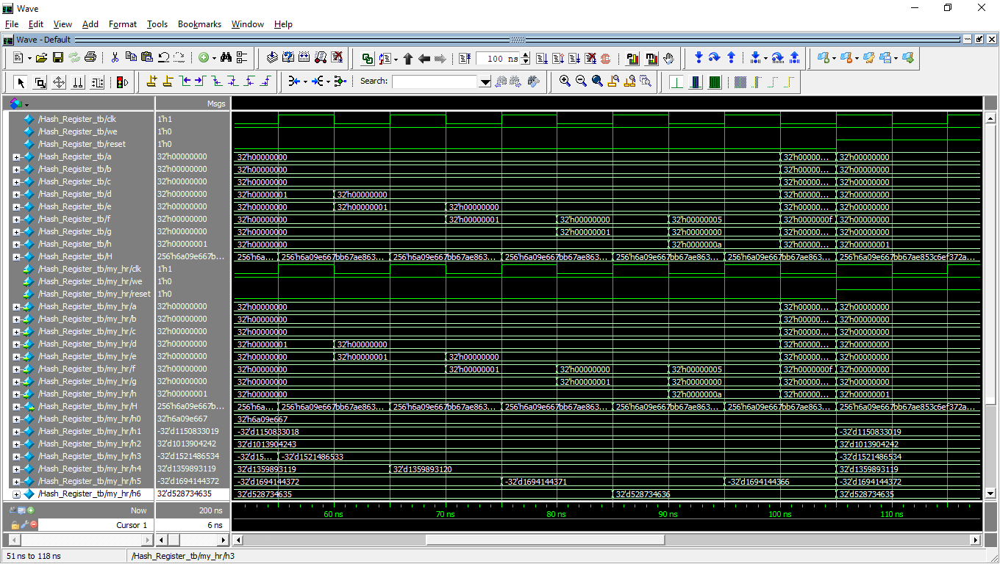 Wave
File Edit View Add Format Tools Bookmarks Window Help
Wave - Default
100 ns
Search:
Msgs
/Hash_Register_tb/clk 1'h1
/Hash_Register_tb/we 1'h0
/Hash_Register_tb/reset 1'h0
/Hash_Register_tb/a 32'h00000000 32'h00000000 32'h00000... 32'h00000000
/Hash_Register_tb/b 32'h00000000 32'h00000000 32'h00000... 32'h00000000
/Hash_Register_tb/c 32'h00000000 32'h00000000 32'h00000... 32'h00000000
/Hash_Register_tb/d 32'h00000000 32'h00000001 32'h00000000 32'h00000... 32'h00000000
/Hash_Register_tb/e 32'h00000000 32'h00000000 32'h00000001 32'h00000000 32'h00000... 32'h00000000
/Hash_Register_tb/f 32'h00000000 32'h00000000 32'h00000001 32'h00000000 32'h00000005 32'h0000000f 32'h00000000
/Hash_Register_tb/g 32'h00000000 32'h00000000 32'h00000001 32'h00000000 32'h00000... 32'h00000000
/Hash_Register_tb/h 32'h00000001 32'h00000000 32'h0000000a 32'h00000... 32'h00000001
/Hash_Register_tb/H 256'h6a09e667b... 256'h6a... 256'h6a09e667bb67ae863... 256'h6a09e667bb67ae863... 256'h6a09e667bb67ae863... 256'h6a09e667bb67ae863... 256'h6a09e667bb67ae863... 256'h6a09e667bb67ae853c6ef372a...
/Hash_Register_tb/my_hr/clk 1'h1
/Hash_Register_tb/my_hr/we 1'h0
/Hash_Register_tb/my_hr/reset 1'h0
/Hash_Register_tb/my_hr/a 32'h00000000 32'h00000000 32'h00000... 32'h00000000
/Hash_Register_tb/my_hr/b 32'h00000000 32'h00000000 32'h00000... 32'h00000000
/Hash_Register_tb/my_hr/c 32'h00000000 32'h00000000 32'h00000... 32'h00000000
/Hash_Register_tb/my_hr/d 32'h00000000 32'h00000001 32'h00000000 32'h00000... 32'h00000000
/Hash_Register_tb/my_hr/e 32'h00000000 32'h00000000 32'h00000001 32'h00000000 32'h00000... 32'h00000000
/Hash_Register_tb/my_hr/f 32'h00000000 32'h00000000 32'h00000001 32'h00000000 32'h00000005 32'h0000000f 32'h00000000
/Hash_Register_tb/my_hr/g 32'h00000000 32'h00000000 32'h00000001 32'h00000000 32'h00000... 32'h00000000
/Hash_Register_tb/my_hr/h 32'h00000001 32'h00000000 32'h0000000a 32'h00000... 32'h00000001
/Hash_Register_tb/my_hr/H 256'h6a09e667b... 256'h6a... 256'h6a09e667bb67ae863... 256'h6a09e667bb67ae863... 256'h6a09e667bb67ae863... 256'h6a09e667bb67ae863... 256'h6a09e667bb67ae863... 256'h6a09e667bb67ae853c6ef372a...
/Hash_Register_tb/my_hr/h0 32'h6a09e667 32'h6a09e667
/Hash_Register_tb/my_hr/h1 -32'd1150833019 -32'd1150833018 -32'd1150833019
/Hash_Register_tb/my_hr/h2 32'd1013904242 32'd1013904243 32'd1013904242
/Hash_Register_tb/my_hr/h3 -32'd1521486534 -32'd15... -32'd1521486533 -32'd1521486534
/Hash_Register_tb/my_hr/h4 32'd1359893119 32'd1359893119 32'd1359893120 32'd1359893119
/Hash_Register_tb/my_hr/h5 -32'd1694144372 -32'd1694144372 -32'd1694144371 -32'd1694144366 -32'd1694144372
/Hash_Register_tb/my_hr/h6 32'd528734635 32'd528734635 32'd528734636 32'd528734635
Now 200 ns 60 ns 70 ns 80 ns 90 ns 100 ns 110 ns
Cursor 1 6 ns
51 ns to 118 ns /Hash_Register_tb/my_hr/h3